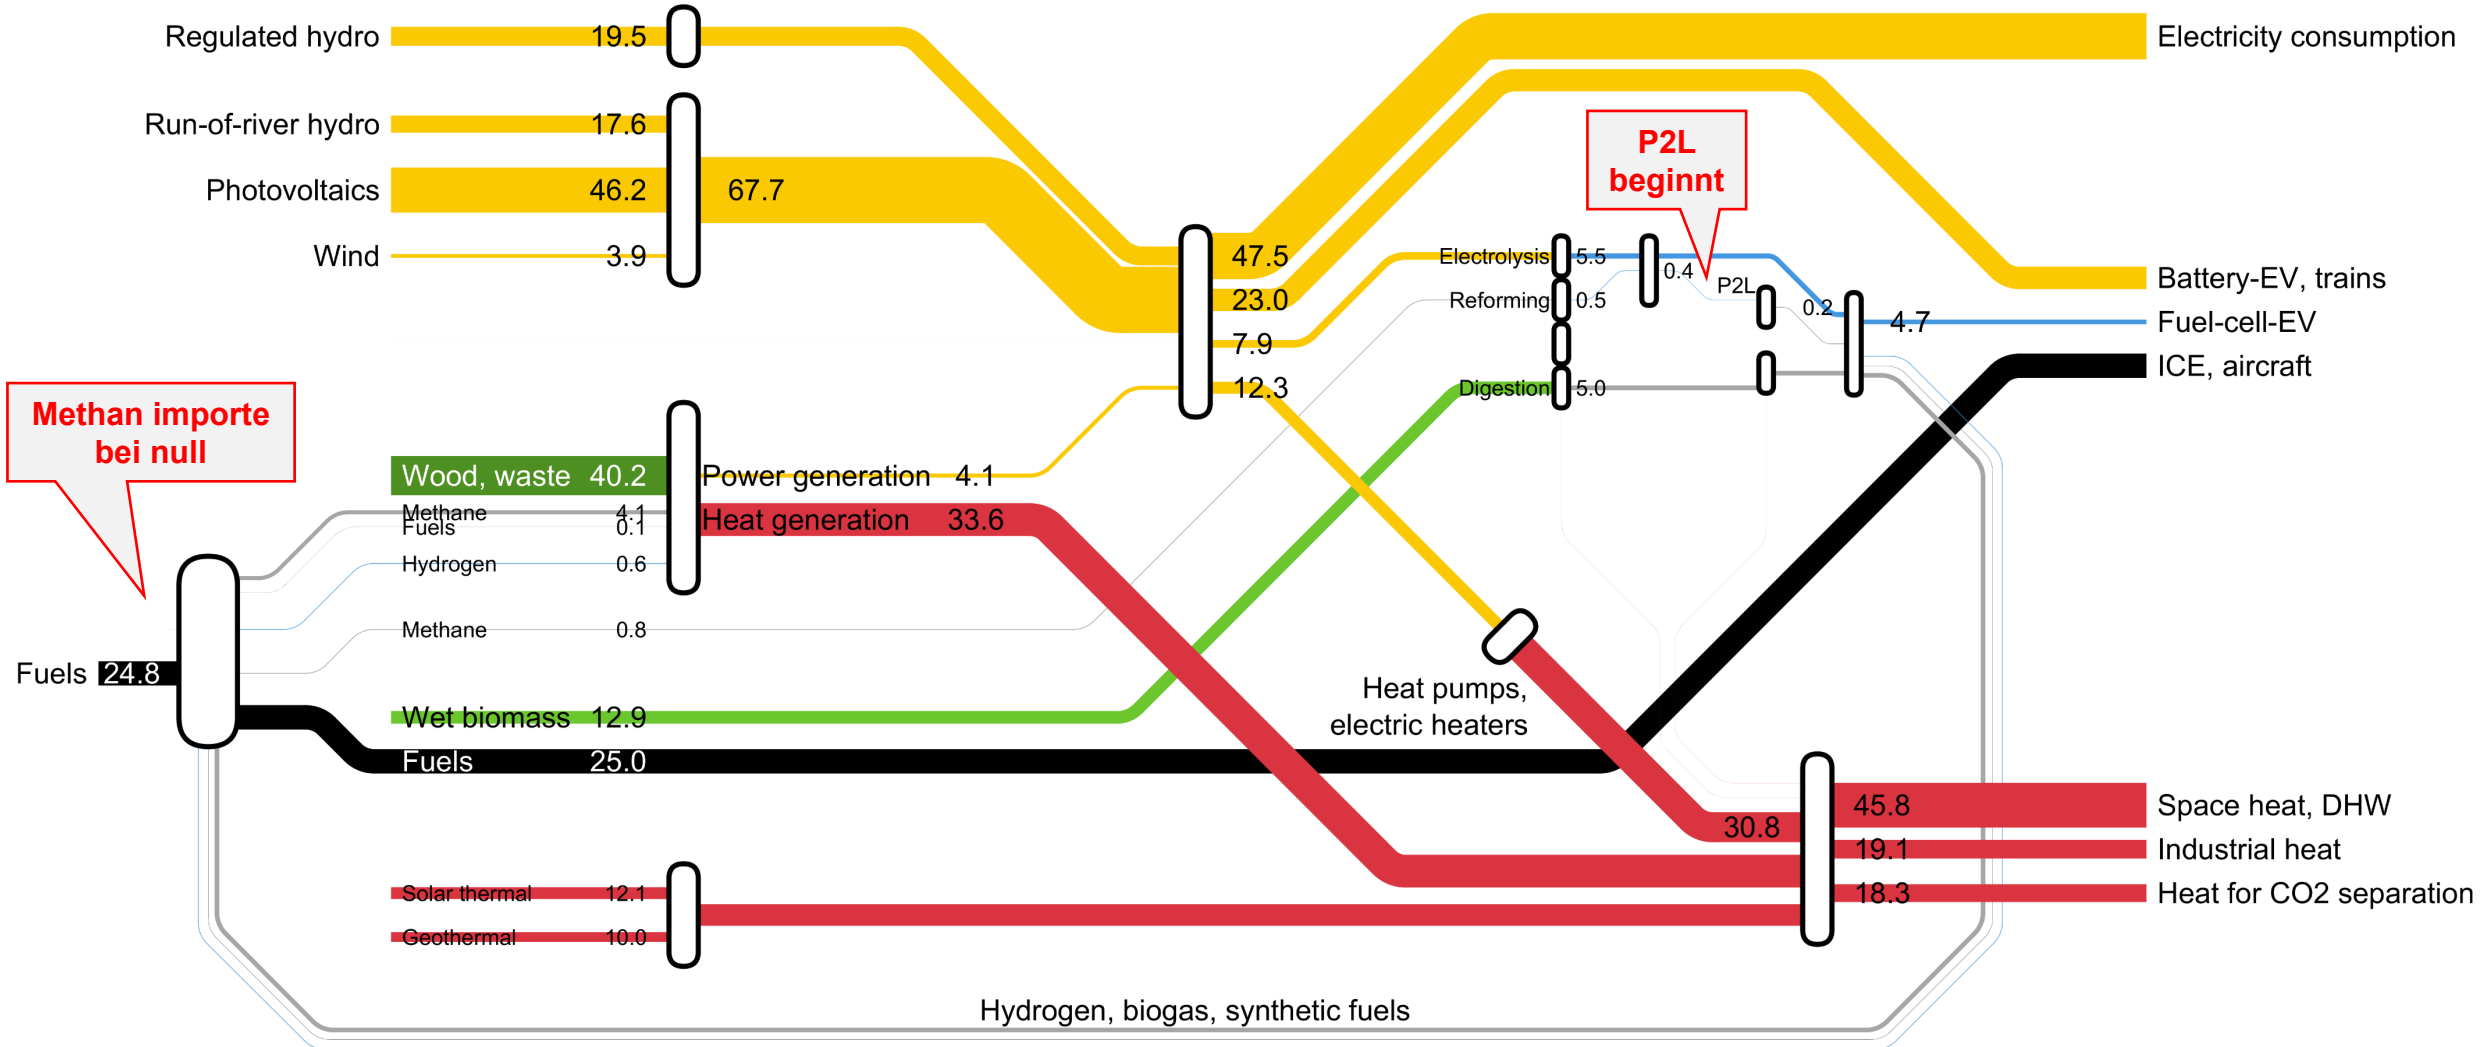 Regulated hydro 19.5
Electricity consumption
Run-of-river hydro 17.6
P2L
beginnt
Photovoltaics 46.2 67.7
Wind 3.9
47.5
Electrolysis 5.5
0.4
Battery-EV, trains
P2L
23.0
Reforming 0.5
0.2
4.7
Fuel-cell-EV
7.9
ICE, aircraft
12.3
Digestion 5.0
Methan importe
bei null
Wood, waste 40.2
Power generation 4.1
Methane 4.1
Fuels 0.1
Heat generation 33.6
Hydrogen 0.6
Methane 0.8
Fuels 24.8
Heat pumps,
electric heaters
Wet biomass 12.9
Fuels 25.0
45.8 Space heat, DHW
30.8
19.1 Industrial heat
Solar thermal 12.1
18.3 Heat for CO2 separation
Geothermal 10.0
Hydrogen, biogas, synthetic fuels